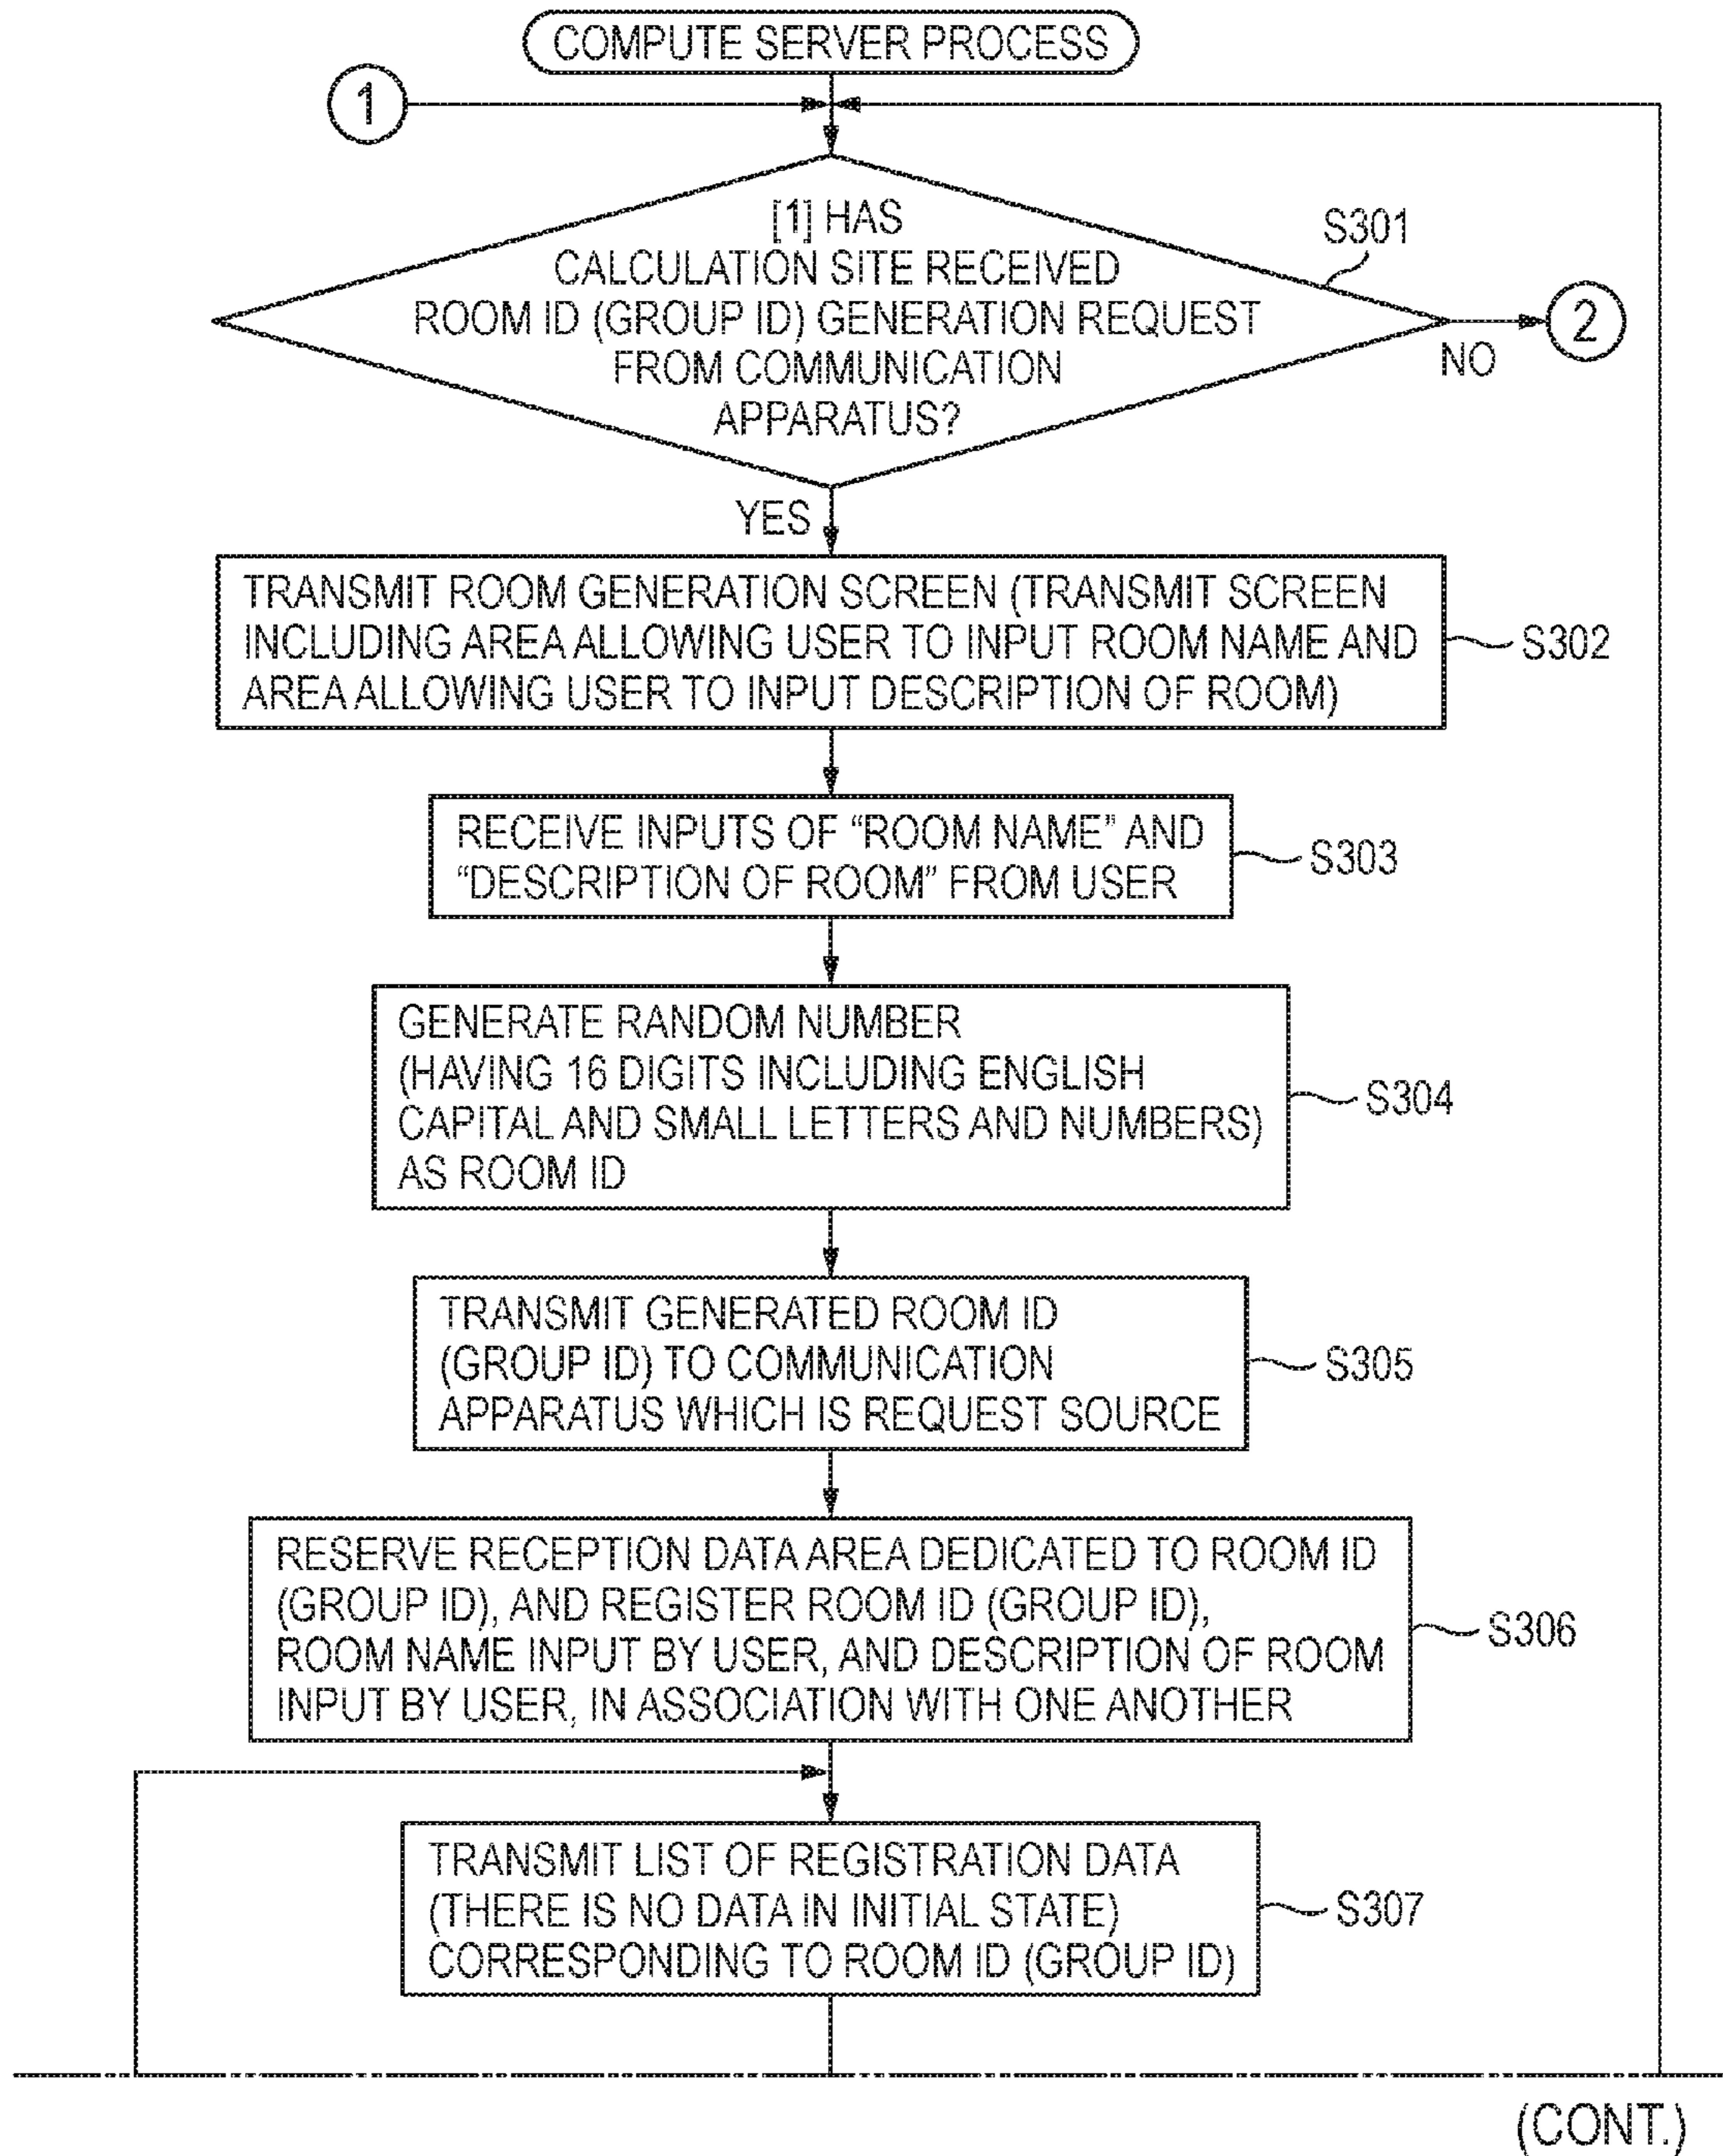 COMPUTE SERVER PROCESS
1
[1] HAS
CALCULATION SITE RECEIVED
ROOM ID (GROUP ID) GENERATION REQUEST
FROM COMMUNICATION
APPARATUS?
S301
2
NO
YES
TRANSMIT ROOM GENERATION SCREEN (TRANSMIT SCREEN
INCLUDING AREA ALLOWING USER TO INPUT ROOM NAME AND
AREA ALLOWING USER TO INPUT DESCRIPTION OF ROOM)
S302
RECEIVE INPUTS OF “ROOM NAME” AND
“DESCRIPTION OF ROOM” FROM USER
S303
GENERATE RANDOM NUMBER
(HAVING 16 DIGITS INCLUDING ENGLISH
CAPITAL AND SMALL LETTERS AND NUMBERS)
AS ROOM ID
S304
TRANSMIT GENERATED ROOM ID
(GROUP ID) TO COMMUNICATION
APPARATUS WHICH IS REQUEST SOURCE
S305
RESERVE RECEPTION DATA AREA DEDICATED TO ROOM ID
(GROUP ID), AND REGISTER ROOM ID (GROUP ID),
ROOM NAME INPUT BY USER, AND DESCRIPTION OF ROOM
INPUT BY USER, IN ASSOCIATION WITH ONE ANOTHER
S306
TRANSMIT LIST OF REGISTRATION DATA
(THERE IS NO DATA IN INITIAL STATE)
CORRESPONDING TO ROOM ID (GROUP ID)
S307
(CONT.)